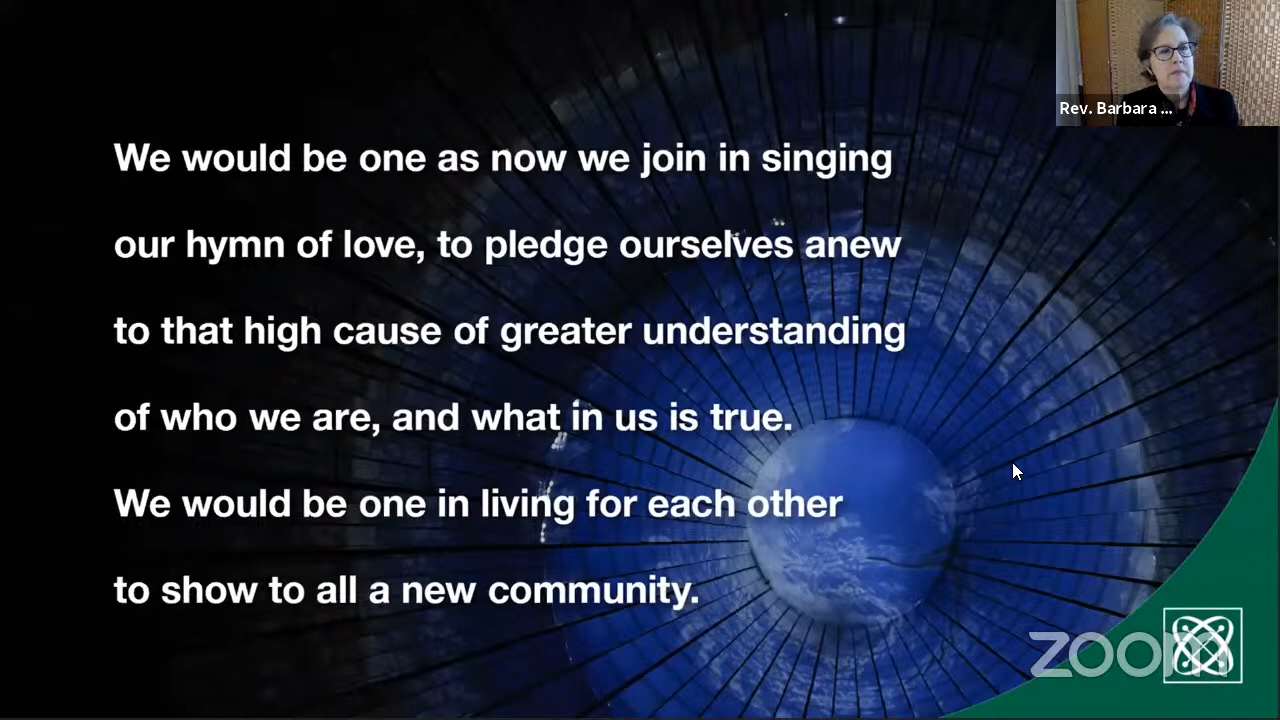 Rev. Barbara ...
We would be one as now we join in singing
our hymn of love, to pledge ourselves anew
to that high cause of greater understanding
of who we are, and what in us is true.
We would be one in living for each other
to show to all a new community.
zoom